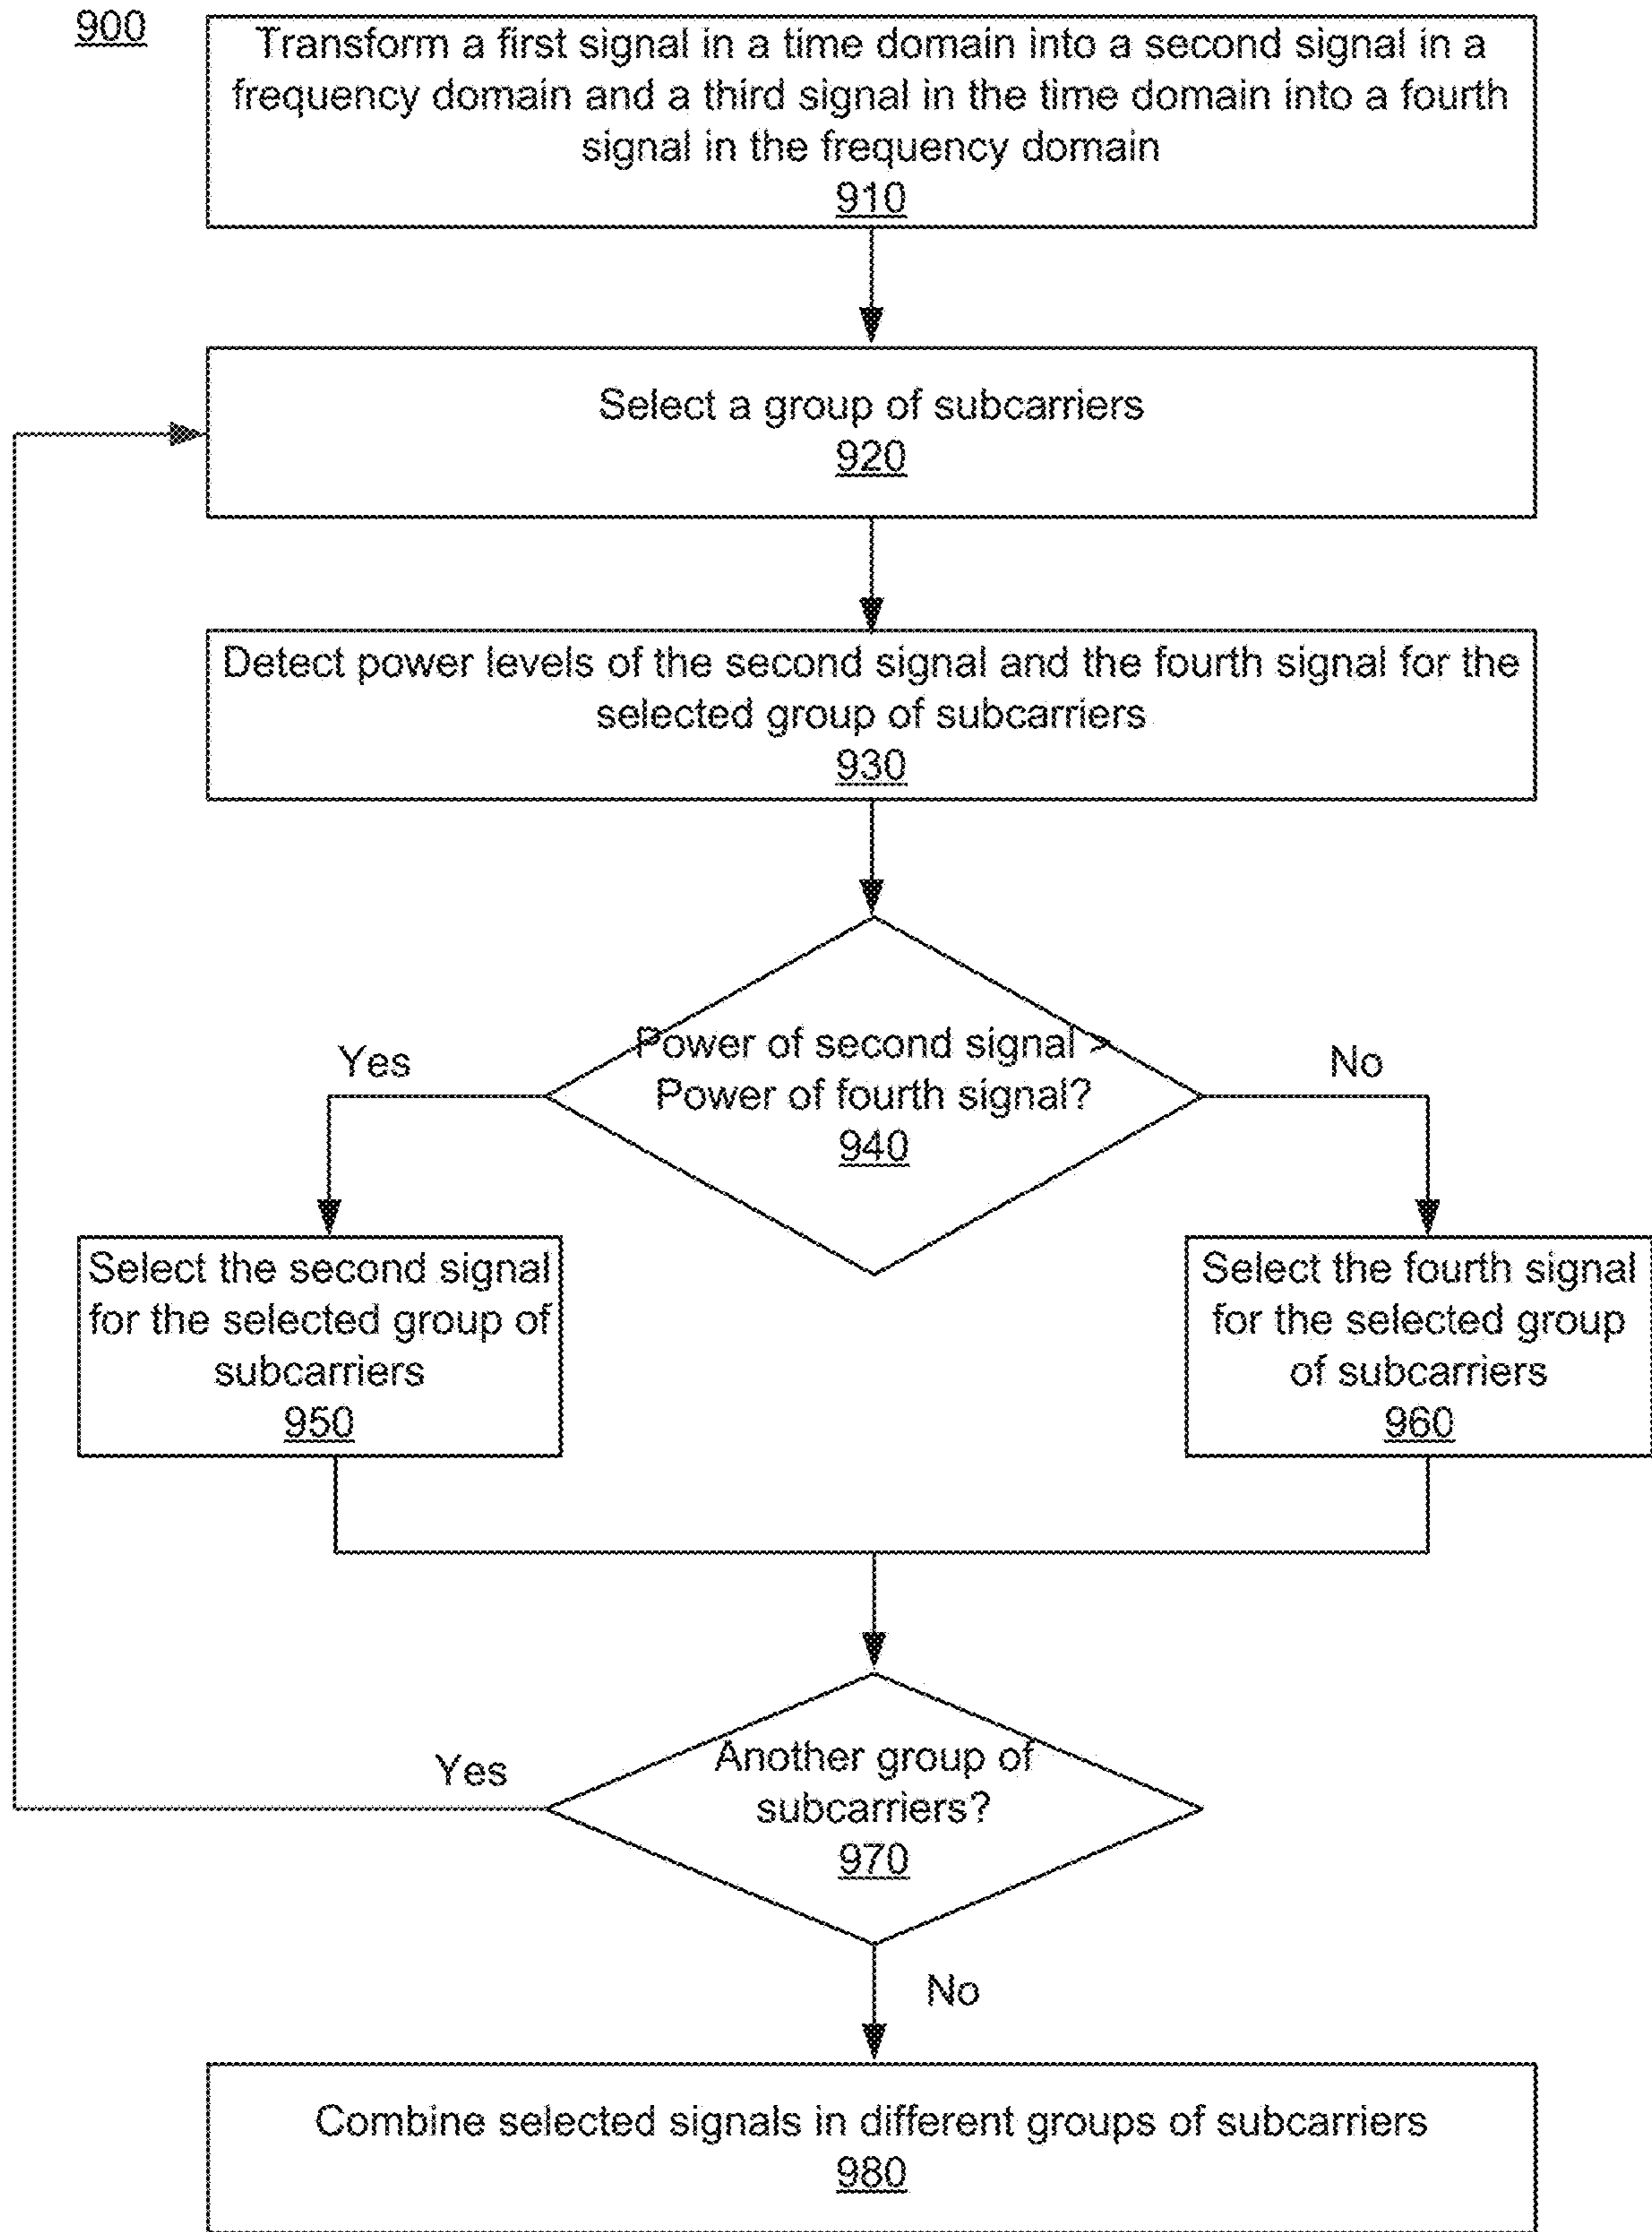 900
Transform a first signal in a time domain into a second signal in a
frequency domain and a third signal in the time domain into a fourth
signal in the frequency domain
910
Select a group of subcarriers
920
Detect power levels of the second signal and the fourth signal for the
selected group of subcarriers
930
Power of second signal >
Power of fourth signal?
940
Yes
No
Select the second signal
for the selected group of
subcarriers
950
Select the fourth signal
for the selected group
of subcarriers
960
Another group of
subcarriers?
970
Yes
No
Combine selected signals in different groups of subcarriers
980